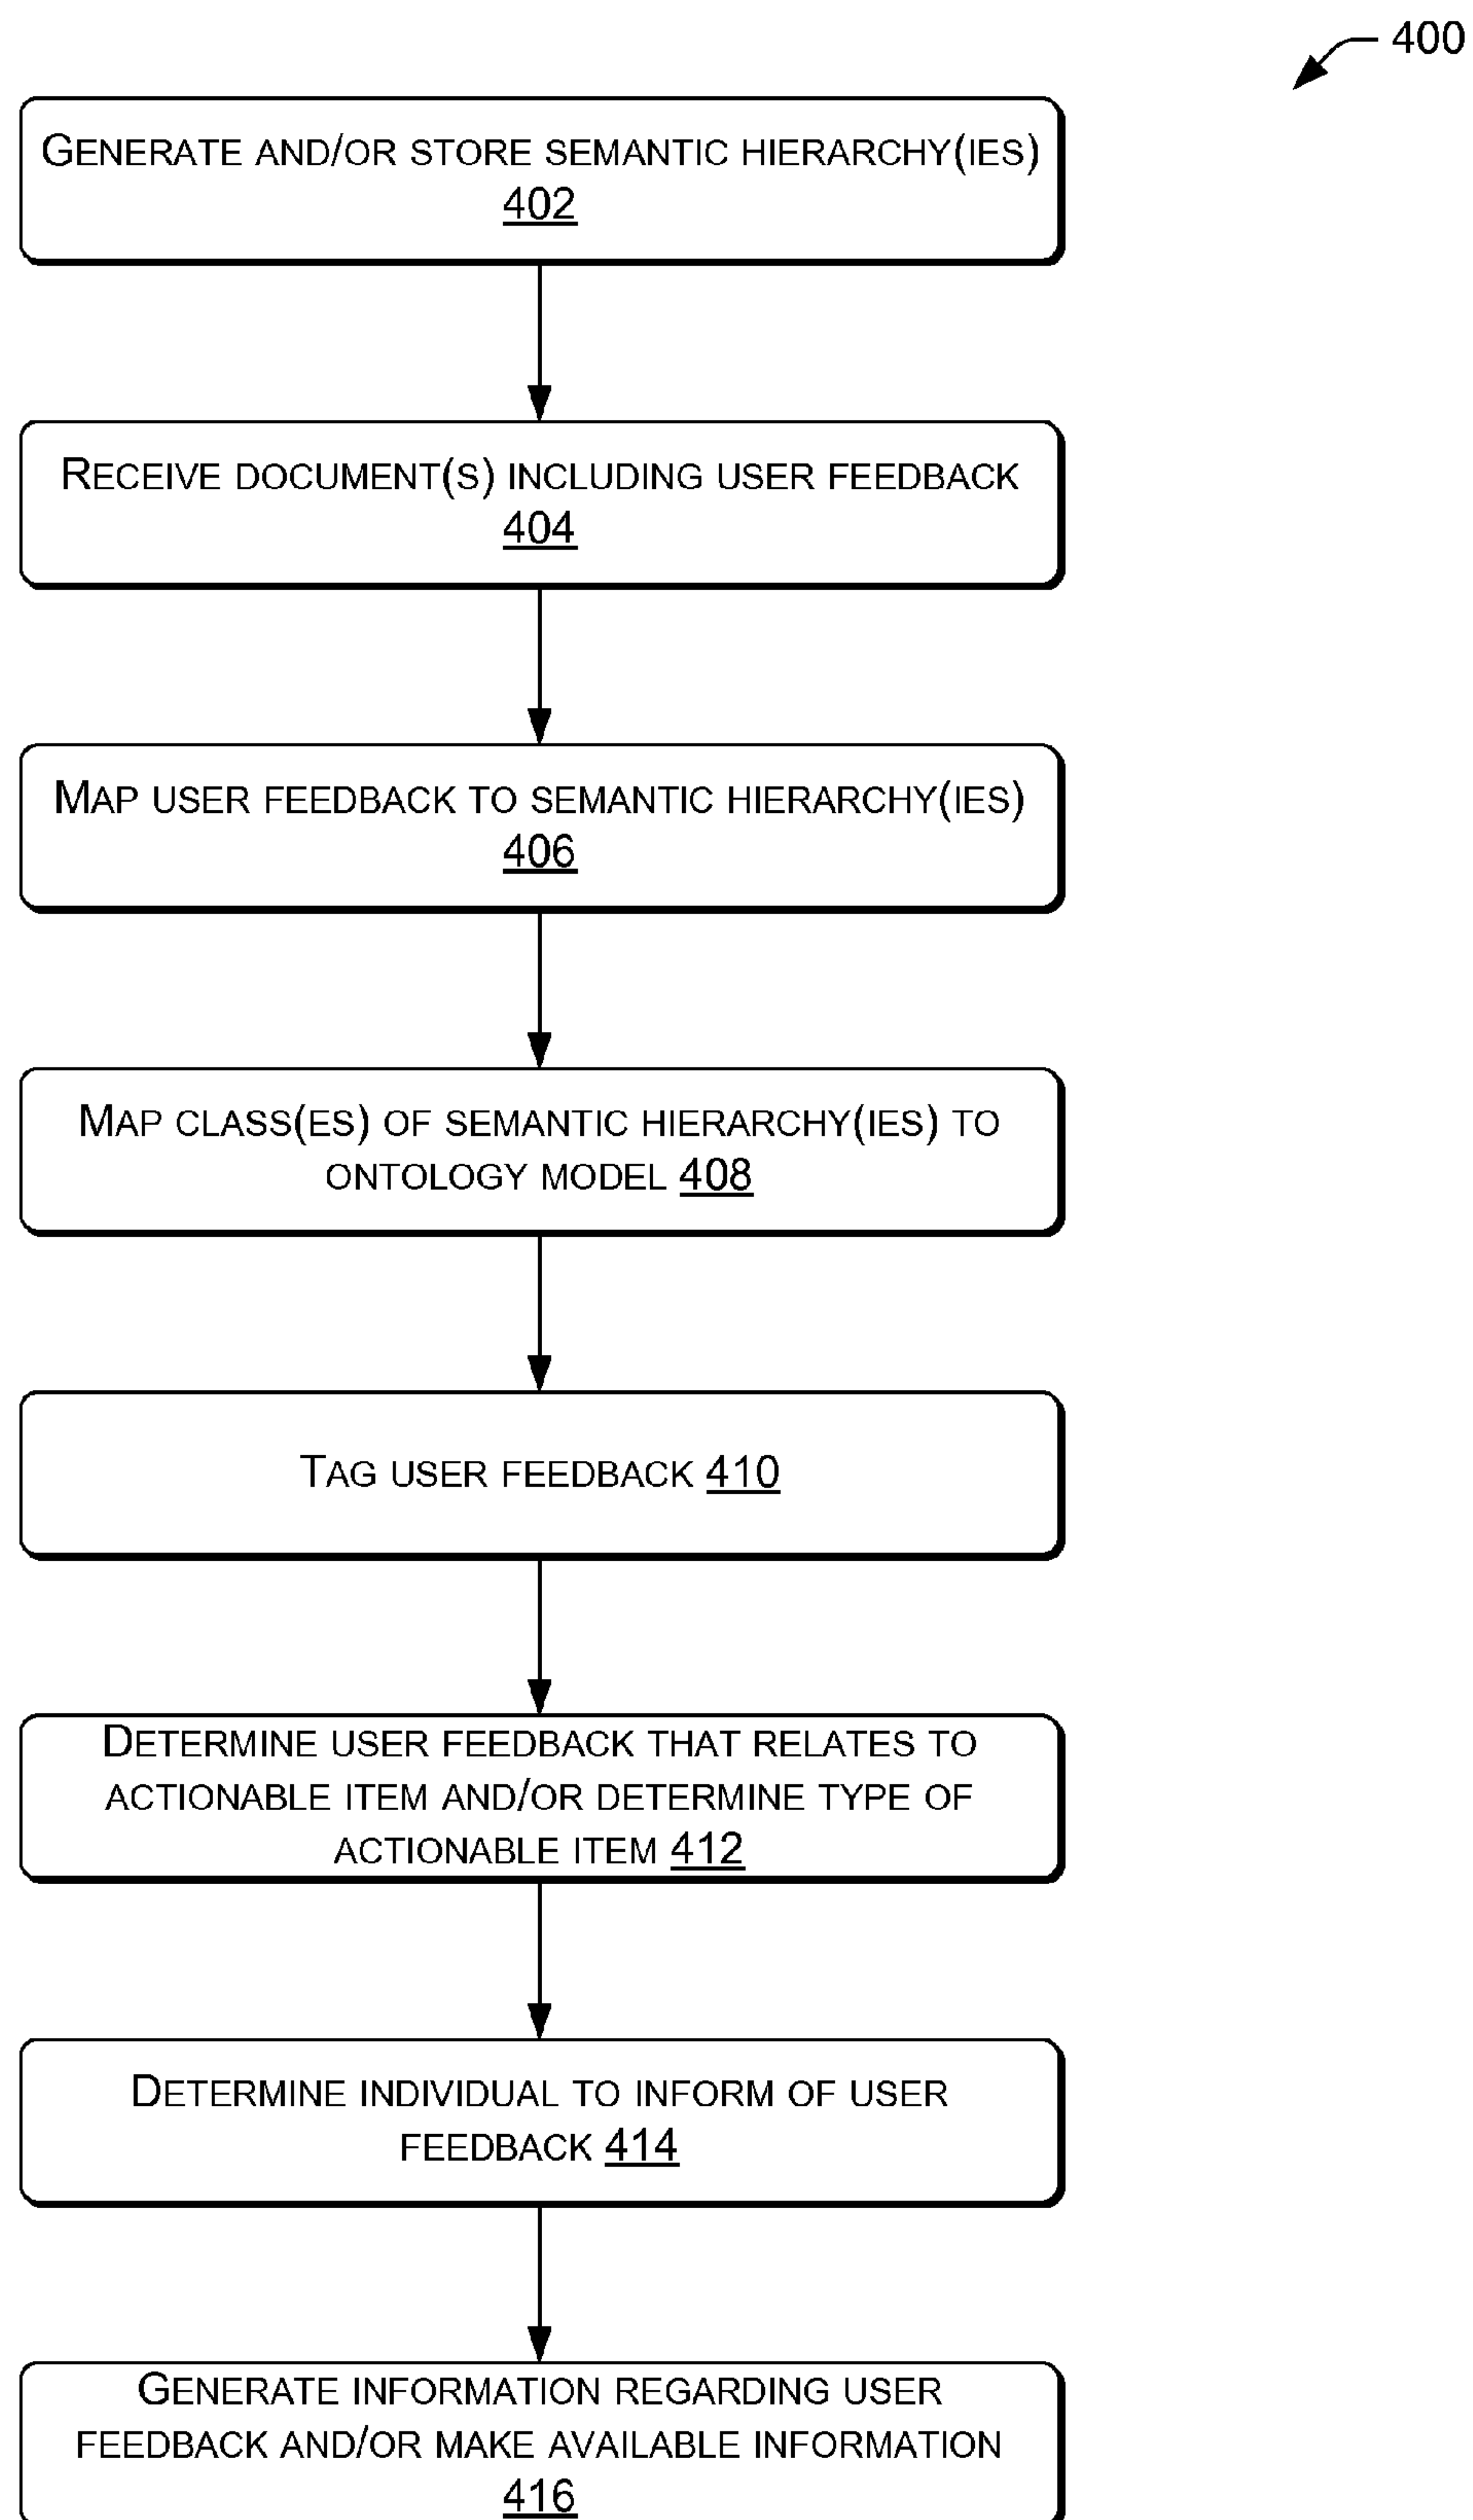 400
GENERATE AND/OR STORE SEMANTIC HIERARCHY(IES)
402
RECEIVE DOCUMENT(S) INCLUDING USER FEEDBACK
404
MAP USER FEEDBACK TO SEMANTIC HIERARCHY(IES)
406
MAP CLASS(ES) OF SEMANTIC HIERARCHY(IES) TO
ONTOLOGY MODEL 408
TAG USER FEEDBACK 410
DETERMINE USER FEEDBACK THAT RELATES TO
ACTIONABLE ITEM AND/OR DETERMINE TYPE OF
ACTIONABLE ITEM 412
DETERMINE INDIVIDUAL TO INFORM OF USER
FEEDBACK 414
GENERATE INFORMATION REGARDING USER
FEEDBACK AND/OR MAKE AVAILABLE INFORMATION
416